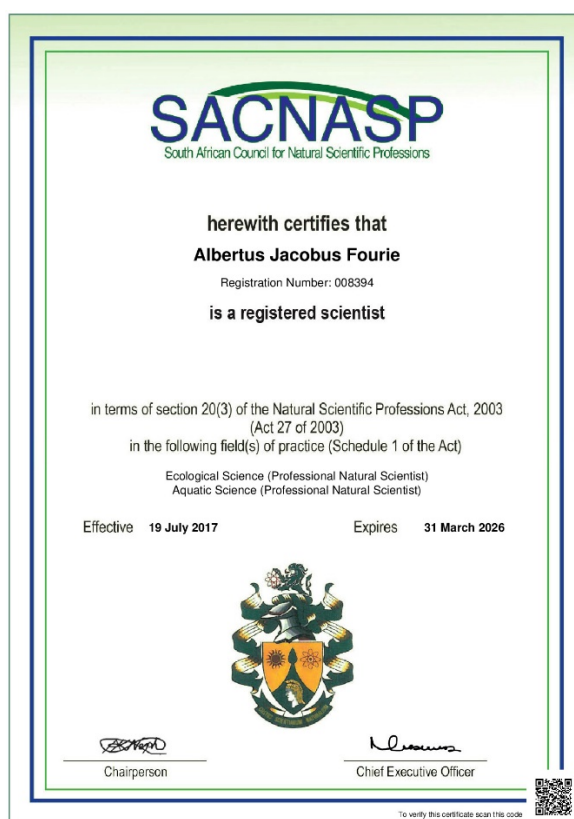 SACNASP
South African Council for Natural Scientific Professions
herewith certifies that
Albertus Jacobus Fourie
Registration Number: 008394
is a registered scientist
in terms of section 20(3) of the Natural Scientific Professions Act, 2003
(Act 27 of 2003)
in the following field(s) of practice (Schedule 1 of the Act)
Ecological Science (Professional Natural Scientist)
Aquatic Science (Professional Natural Scientist)
Effective 19 July 2017 Expires 31 March 2026
Chairperson Chief Executive Officer
To verify this certificate scan this code